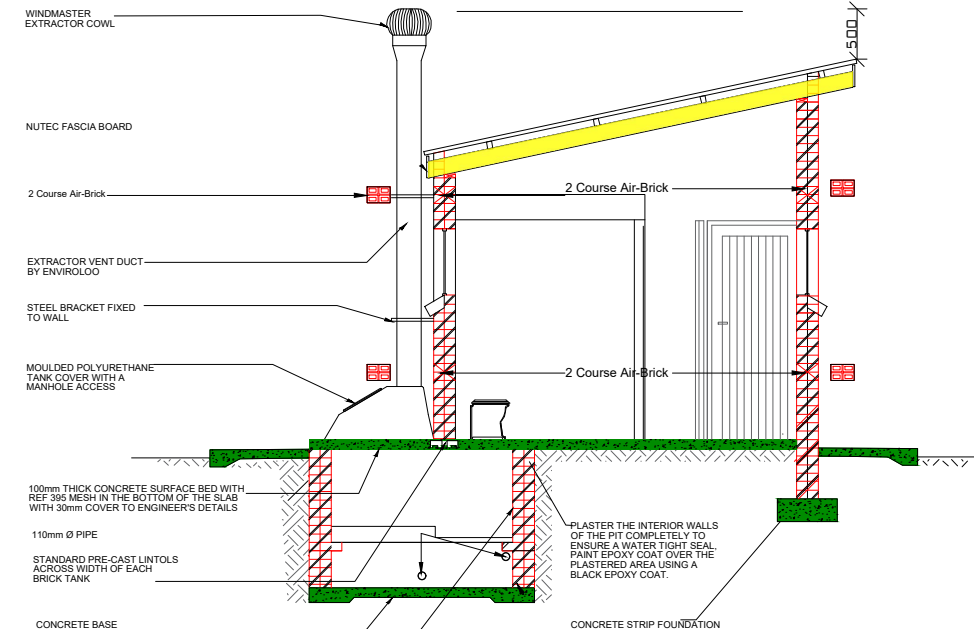 WINDMASTER
EXTRACTOR COWL
500
NUTEC FASCIA BOARD
2 Course Air-Brick
2 Course Air-Brick
EXTRACTOR VENT DUCT
BY ENVIROLOO
STEEL BRACKET FIXED
TO WALL
MOULDED POLYURETHANE
TANK COVER WITH A
MANHOLE ACCESS
2 Course Air-Brick
100mm THICK CONCRETE SURFACE BED WITH
REF 395 MESH IN THE BOTTOM OF THE SLAB
WITH 30mm COVER TO ENGINEER'S DETAILS
110mm Ø PIPE
STANDARD PRE-CAST LINTOLS
ACROSS WIDTH OF EACH
BRICK TANK
PLASTER THE INTERIOR WALLS
OF THE PIT COMPLETELY TO
ENSURE A WATER TIGHT SEAL,
PAINT EPOXY COAT OVER THE
PLASTERED AREA USING A
BLACK EPOXY COAT.
CONCRETE BASE
CONCRETE STRIP FOUNDATION